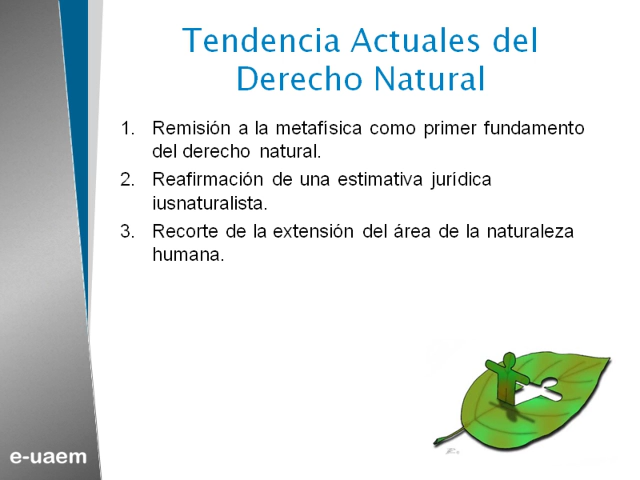 Tendencia Actuales del
Derecho Natural
1. Remisión a la metafísica como primer fundamento
del derecho natural.
2. Reafirmación de una estimativa jurídica
iusnaturalista.
3. Recorte de la extensión del área de la naturaleza
humana.
e-uaem